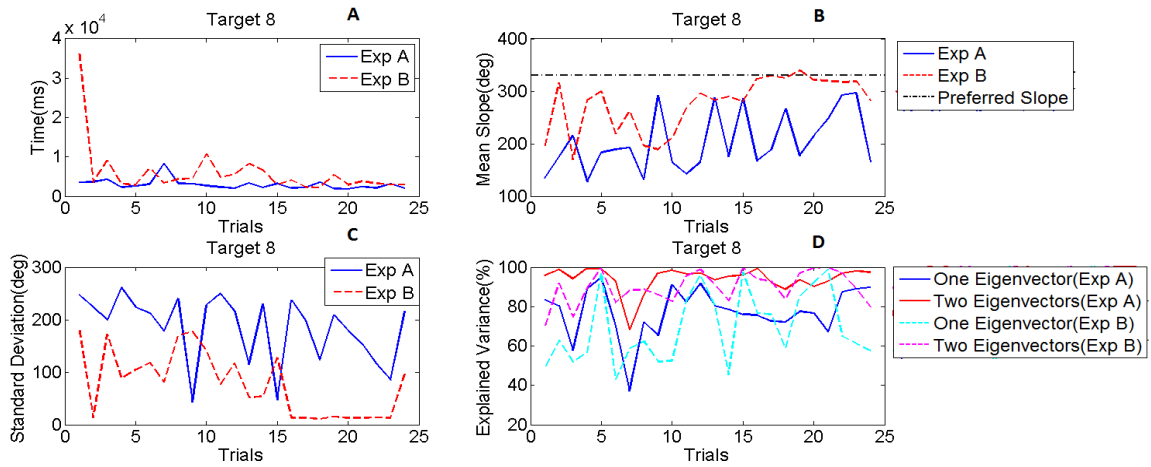 Target 8
A
x 10^4
4
3
2
1
0
Time(ms)
0 5 10 15 20 25
Trials
Exp A
Exp B
Target 8
B
400
300
200
100
Mean Slope(deg)
0 5 10 15 20 25
Trials
Exp A
Exp B
Preferred Slope
C
Target 8
300
200
100
0
Standard Deviation(deg)
0 5 10 15 20 25
Trials
Exp A
Exp B
Target 8
D
100
80
60
40
20
Explained Variance(%)
0 5 10 15 20 25
Trials
One Eigenvector(Exp A)
Two Eigenvectors(Exp A)
One Eigenvector(Exp B)
Two Eigenvectors(Exp B)